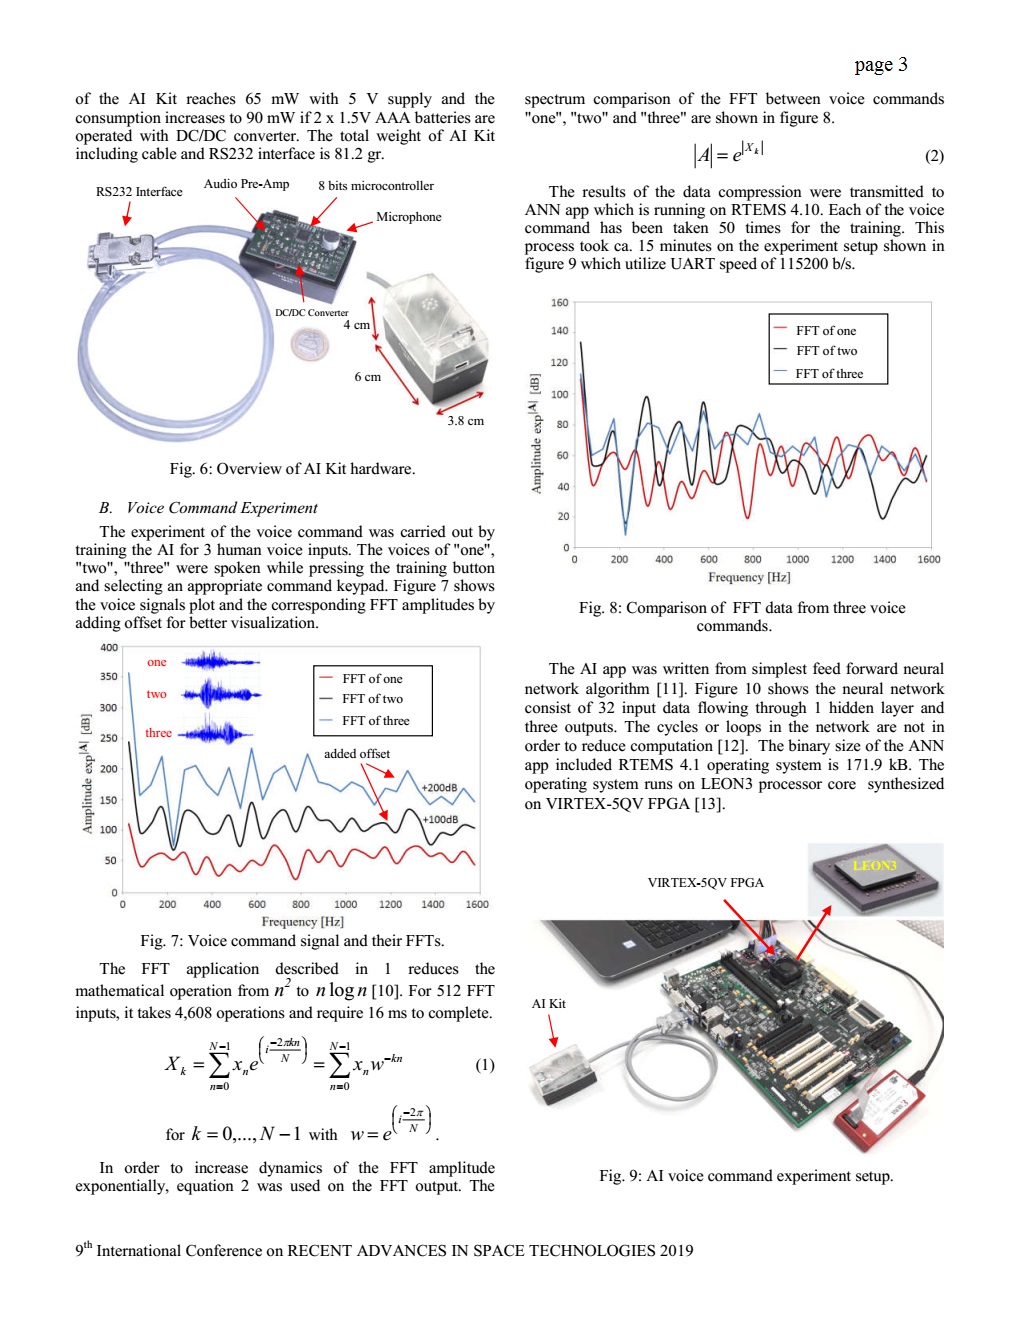 page 3
of the AI Kit reaches 65 mW with 5 V supply and the
consumption increases to 90 mW if 2 x 1.5V AAA batteries are
operated with DC/DC converter. The total weight of AI Kit
including cable and RS232 interface is 81.2 gr.
RS232 Interface
Audio Pre-Amp
8 bits microcontroller
Microphone
DC/DC Converter
4 cm
6 cm
3.8 cm
Fig. 6: Overview of AI Kit hardware.
B. Voice Command Experiment
The experiment of the voice command was carried out by
training the AI for 3 human voice inputs. The voices of "one",
"two", "three" were spoken while pressing the training button
and selecting an appropriate command keypad. Figure 7 shows
the voice signals plot and the corresponding FFT amplitudes by
adding offset for better visualization.
400
350
300
250
200
150
100
50
0
Amplitude exp|A| [dB]
one
two
three
FFT of one
FFT of two
FFT of three
added offset
+200dB
+100dB
0 200 400 600 800 1000 1200 1400 1600
Frequency [Hz]
Fig. 7: Voice command signal and their FFTs.
The FFT application described in 1 reduces the
mathematical operation from n² to n log n [10]. For 512 FFT
inputs, it takes 4,608 operations and require 16 ms to complete.
X_k = ∑_{n=0}^{N−1} x_n e^(i −2πkn/N) = ∑_{n=0}^{N−1} x_n w^{−kn} (1)
for k = 0,..., N − 1 with w = e^(i −2π/N) .
In order to increase dynamics of the FFT amplitude
exponentially, equation 2 was used on the FFT output. The
spectrum comparison of the FFT between voice commands
"one", "two" and "three" are shown in figure 8.
|A| = e^|X_k| (2)
The results of the data compression were transmitted to
ANN app which is running on RTEMS 4.10. Each of the voice
command has been taken 50 times for the training. This
process took ca. 15 minutes on the experiment setup shown in
figure 9 which utilize UART speed of 115200 b/s.
160
140
120
100
80
60
40
20
0
Amplitude exp|A| [dB]
FFT of one
FFT of two
FFT of three
0 200 400 600 800 1000 1200 1400 1600
Frequency [Hz]
Fig. 8: Comparison of FFT data from three voice
commands.
The AI app was written from simplest feed forward neural
network algorithm [11]. Figure 10 shows the neural network
consist of 32 input data flowing through 1 hidden layer and
three outputs. The cycles or loops in the network are not in
order to reduce computation [12]. The binary size of the ANN
app included RTEMS 4.1 operating system is 171.9 kB. The
operating system runs on LEON3 processor core synthesized
on VIRTEX-5QV FPGA [13].
LEON3
VIRTEX-5QV FPGA
AI Kit
Fig. 9: AI voice command experiment setup.
9th International Conference on RECENT ADVANCES IN SPACE TECHNOLOGIES 2019